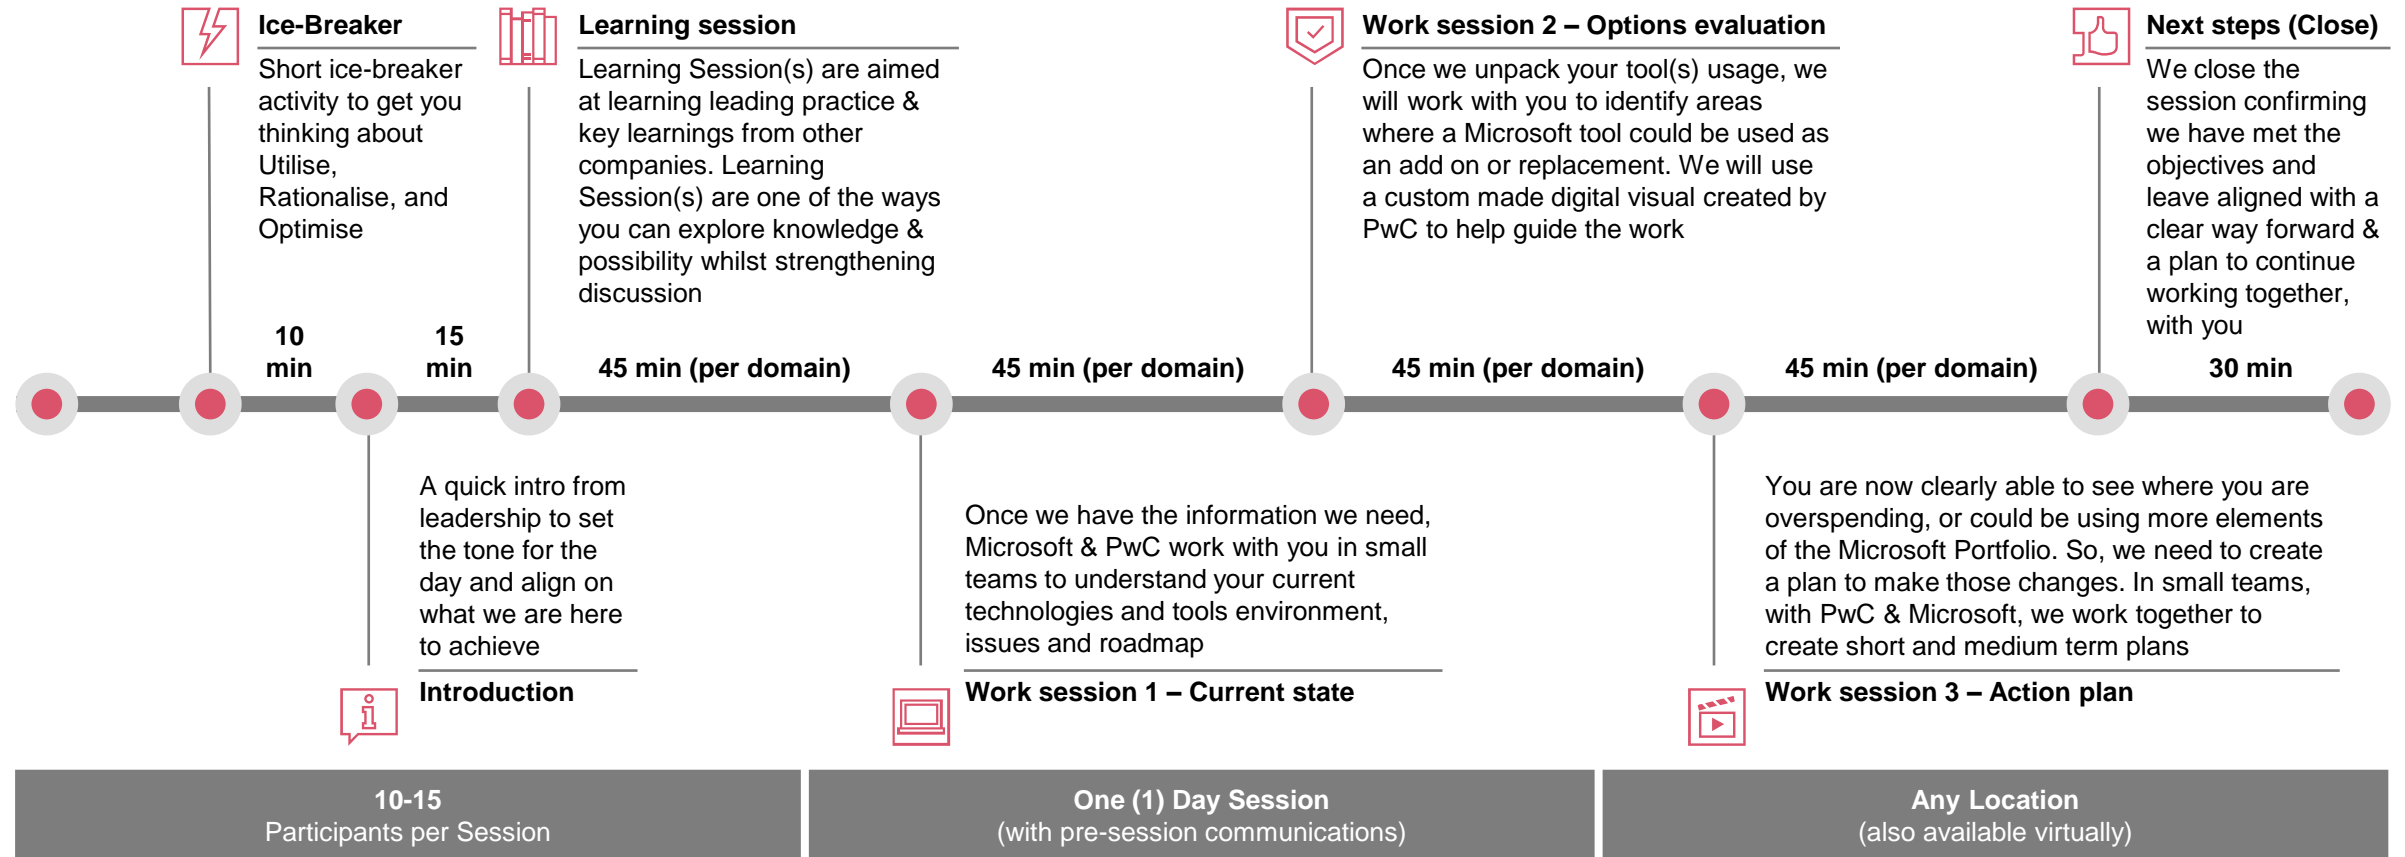 Ice-Breaker
Short ice-breaker
activity to get you
thinking about
Utilise,
Rationalise, and
Optimise
Learning session
Learning Session(s) are aimed
at learning leading practice &
key learnings from other
companies. Learning
Session(s) are one of the ways
you can explore knowledge &
possibility whilst strengthening
discussion
Work session 2 – Options evaluation
Once we unpack your tool(s) usage, we
will work with you to identify areas
where a Microsoft tool could be used as
an add on or replacement. We will use
a custom made digital visual created by
PwC to help guide the work
Next steps (Close)
We close the
session confirming
we have met the
objectives and
leave aligned with a
clear way forward &
a plan to continue
working together,
with you
10
min
15
min
45 min (per domain)
45 min (per domain)
45 min (per domain)
45 min (per domain)
30 min
A quick intro from
leadership to set
the tone for the
day and align on
what we are here
to achieve
Introduction
Once we have the information we need,
Microsoft & PwC work with you in small
teams to understand your current
technologies and tools environment,
issues and roadmap
Work session 1 – Current state
You are now clearly able to see where you are
overspending, or could be using more elements
of the Microsoft Portfolio. So, we need to create
a plan to make those changes. In small teams,
with PwC & Microsoft, we work together to
create short and medium term plans
Work session 3 – Action plan
10-15
Participants per Session
One (1) Day Session
(with pre-session communications)
Any Location
(also available virtually)